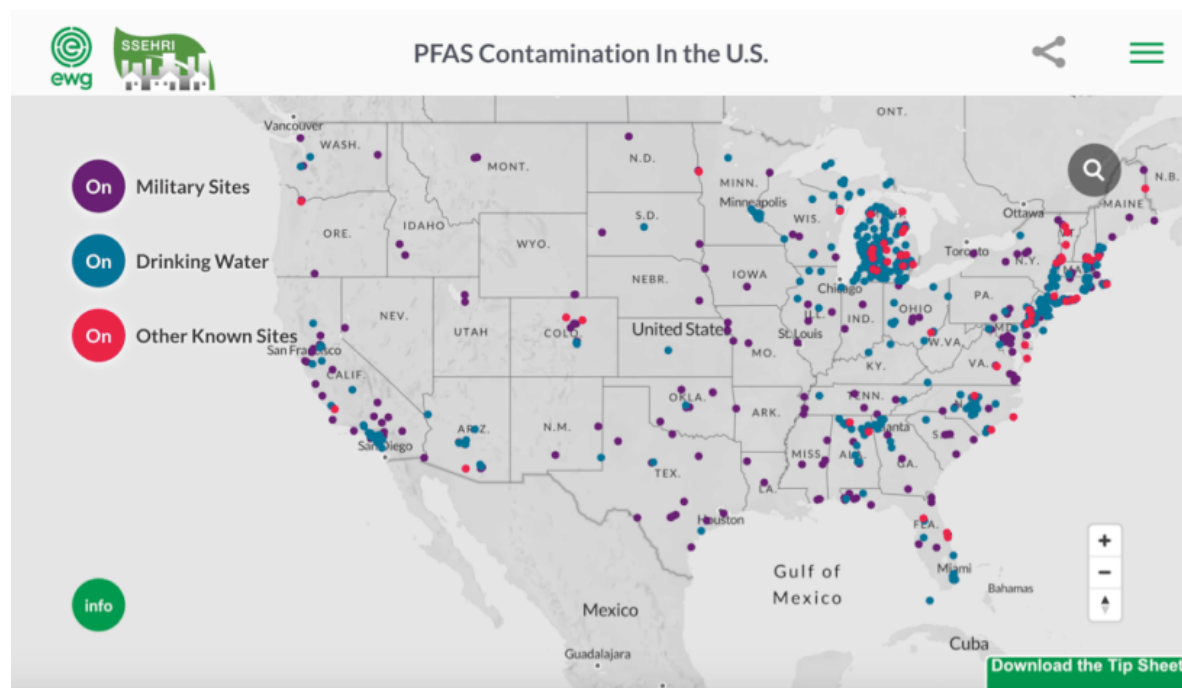 ewg
SSEHRI
PFAS Contamination In the U.S.
ONT.
Vancouver
WASH.
N.D.
MONT.
MINN.
N.B.
On Military Sites
Minneapolis
MAINE
Ottawa
S.D.
WIS.
IDAHO
ORE.
WYO.
Toronto
N.Y.
On Drinking Water
IOWA
NEBR.
Chicago
PA.
NEV.
OHIO
ILL.
IND.
United States
UTAH
COLO.
St. Louis
On Other Known Sites
San Francisco
W.VA.
MO.
VA.
KY.
CALIF.
OKLA.
TENN.
ARK.
ARIZ.
N.M.
San Diego
MISS.
ALA.
GA.
TEX.
LA.
Houston
FLA.
+
Gulf of
Mexico
Miami
−
Bahamas
info
Mexico
Cuba
Guadalajara
Download the Tip Sheet